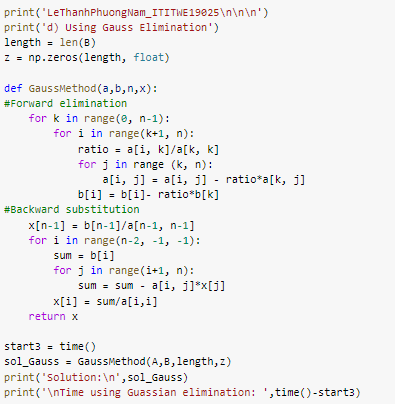 print('LeThanhPhuongNam_ITITWE19025\n\n\n')
print('d) Using Gauss Elimination')
length = len(B)
z = np.zeros(length, float)

def GaussMethod(a,b,n,x):
#Forward elimination
    for k in range(0, n-1):
        for i in range(k+1, n):
            ratio = a[i, k]/a[k, k]
            for j in range (k, n):
                a[i, j] = a[i, j] - ratio*a[k, j]
            b[i] = b[i]- ratio*b[k]
#Backward substitution
    x[n-1] = b[n-1]/a[n-1, n-1]
    for i in range(n-2, -1, -1):
        sum = b[i]
        for j in range(i+1, n):
            sum = sum - a[i, j]*x[j]
        x[i] = sum/a[i,i]
    return x

start3 = time()
sol_Gauss = GaussMethod(A,B,length,z)
print('Solution:\n',sol_Gauss)
print('\nTime using Guassian elimination: ',time()-start3)